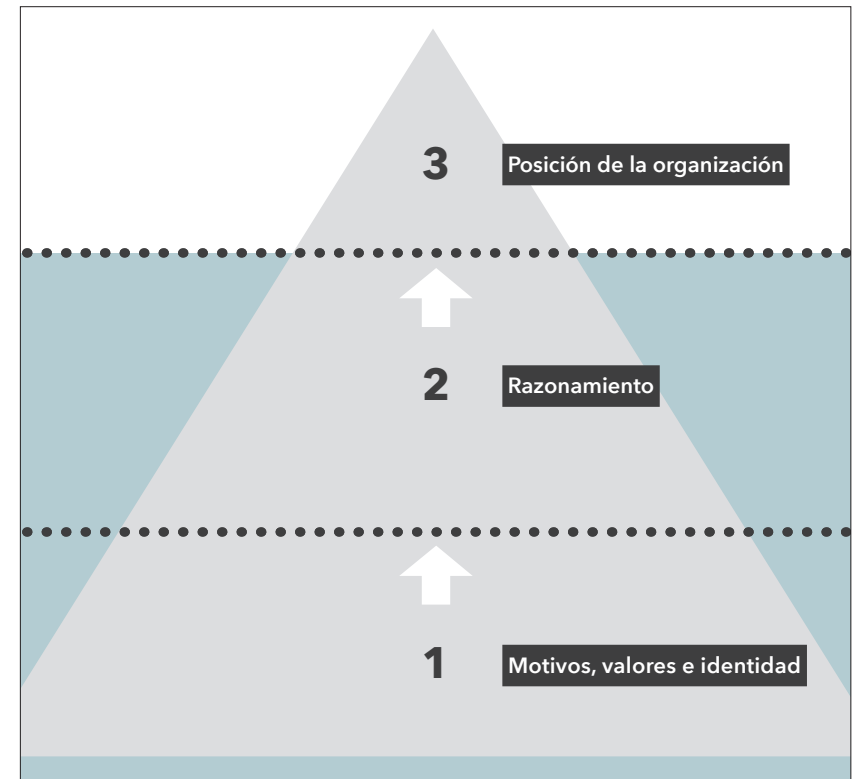 3 Posición de la organización
2 Razonamiento
1 Motivos, valores e identidad